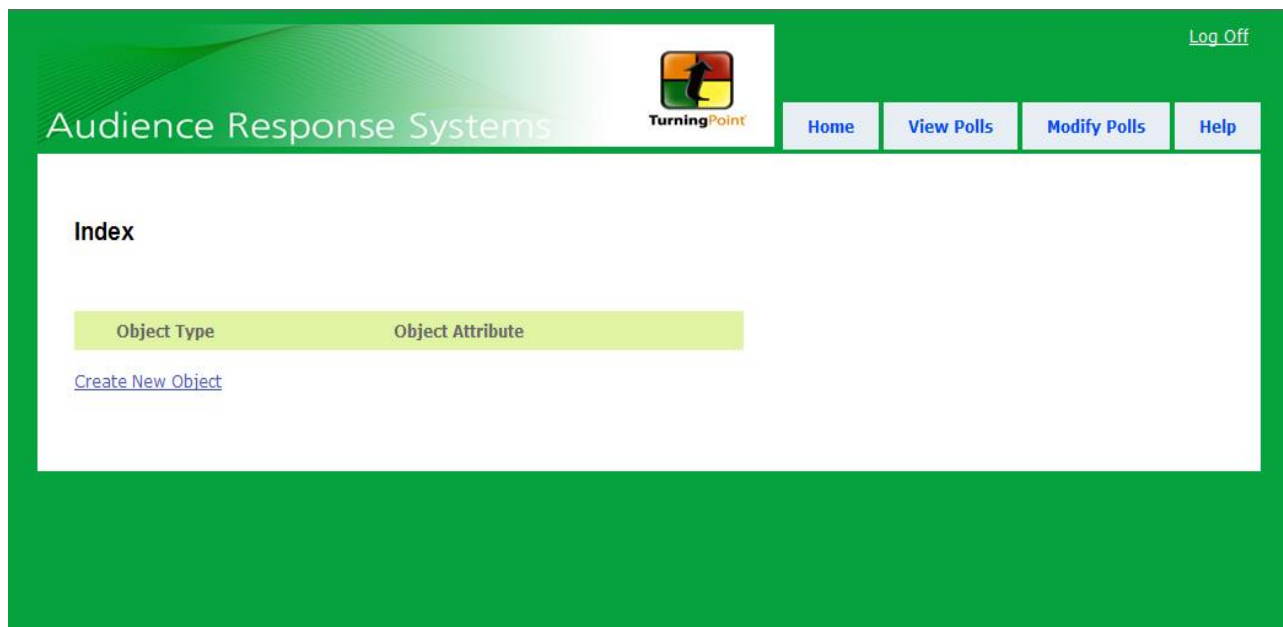 Log Off
Audience Response Systems
TurningPoint
Home View Polls Modify Polls Help
Index
Object Type Object Attribute
Create New Object